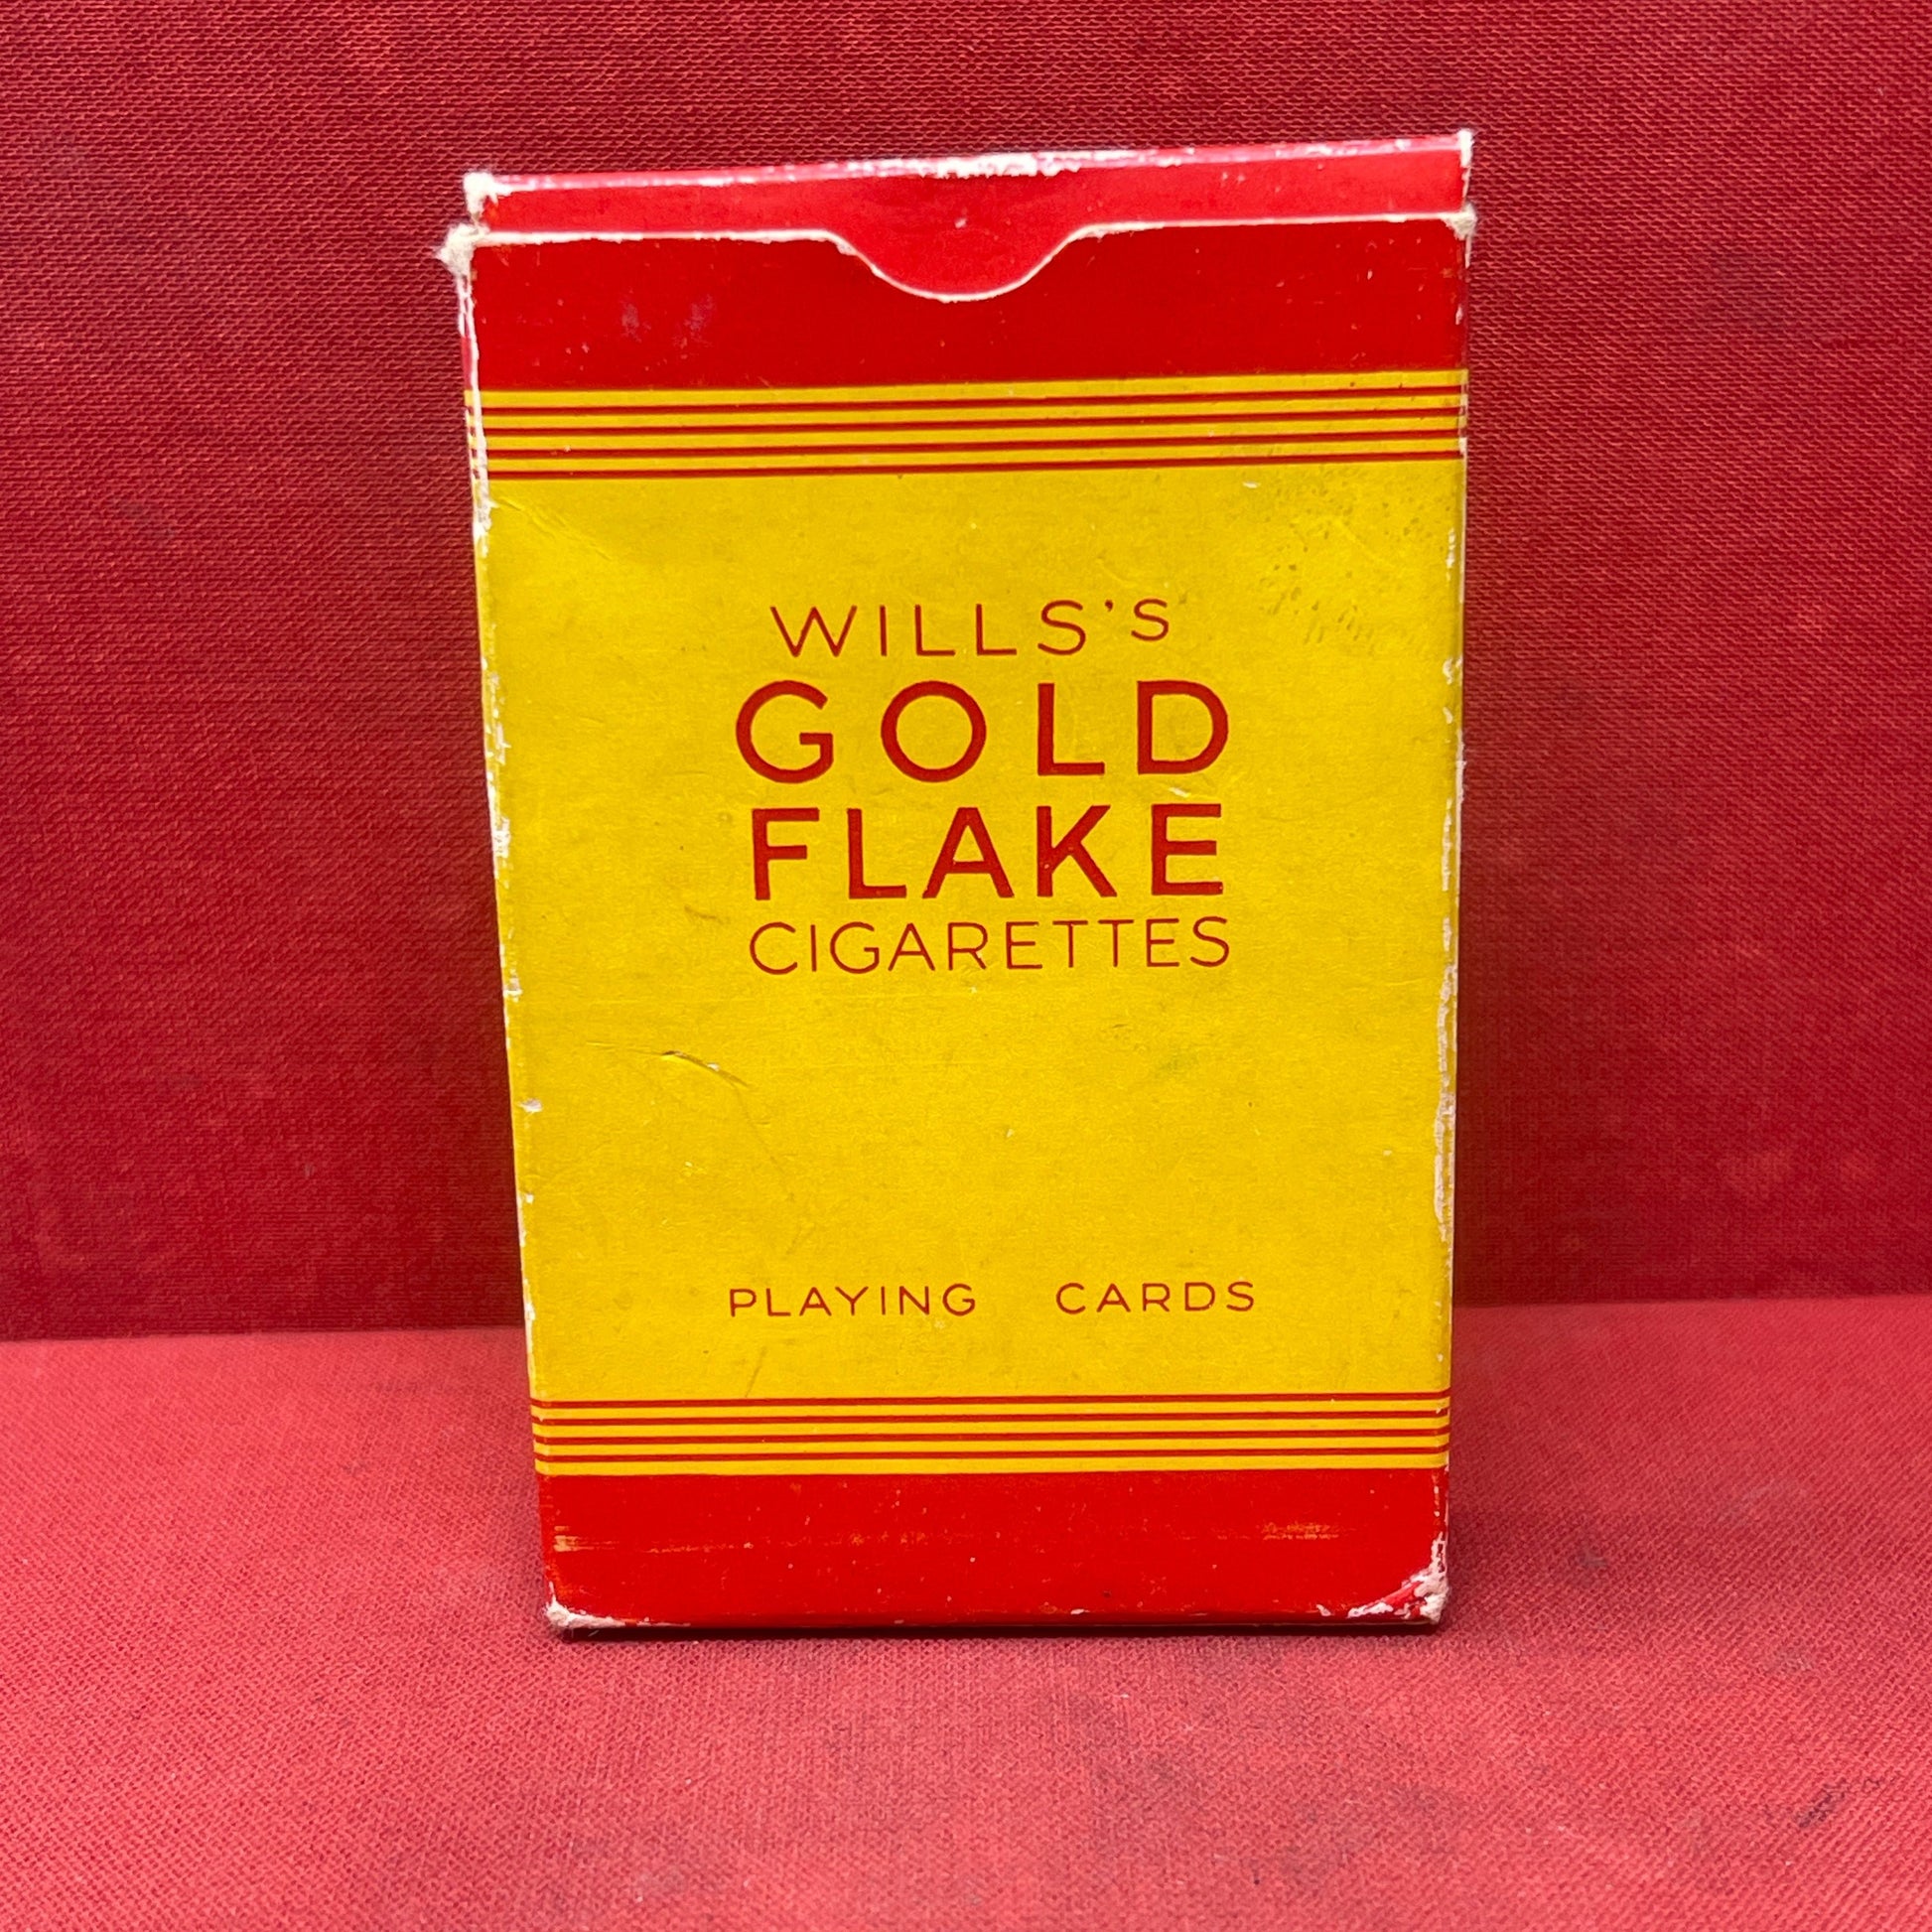 WILLS'S
GOLD
FLAKE
CIGARETTES
PLAYING CARDS